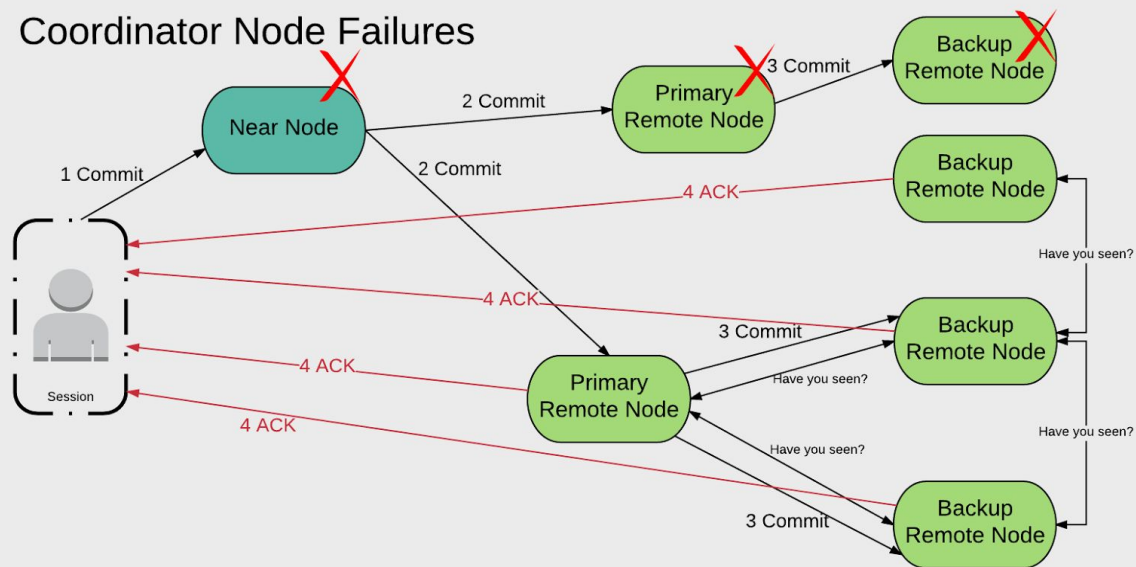 Coordinator Node Failures
Backup
Remote Node
3 Commit
Primary
Remote Node
2 Commit
Near Node
1 Commit
2 Commit
Backup
Remote Node
4 ACK
Have you seen?
4 ACK
Backup
Remote Node
3 Commit
Have you seen?
4 ACK
Primary
Remote Node
Session
4 ACK
Have you seen?
Have you seen?
3 Commit
Backup
Remote Node